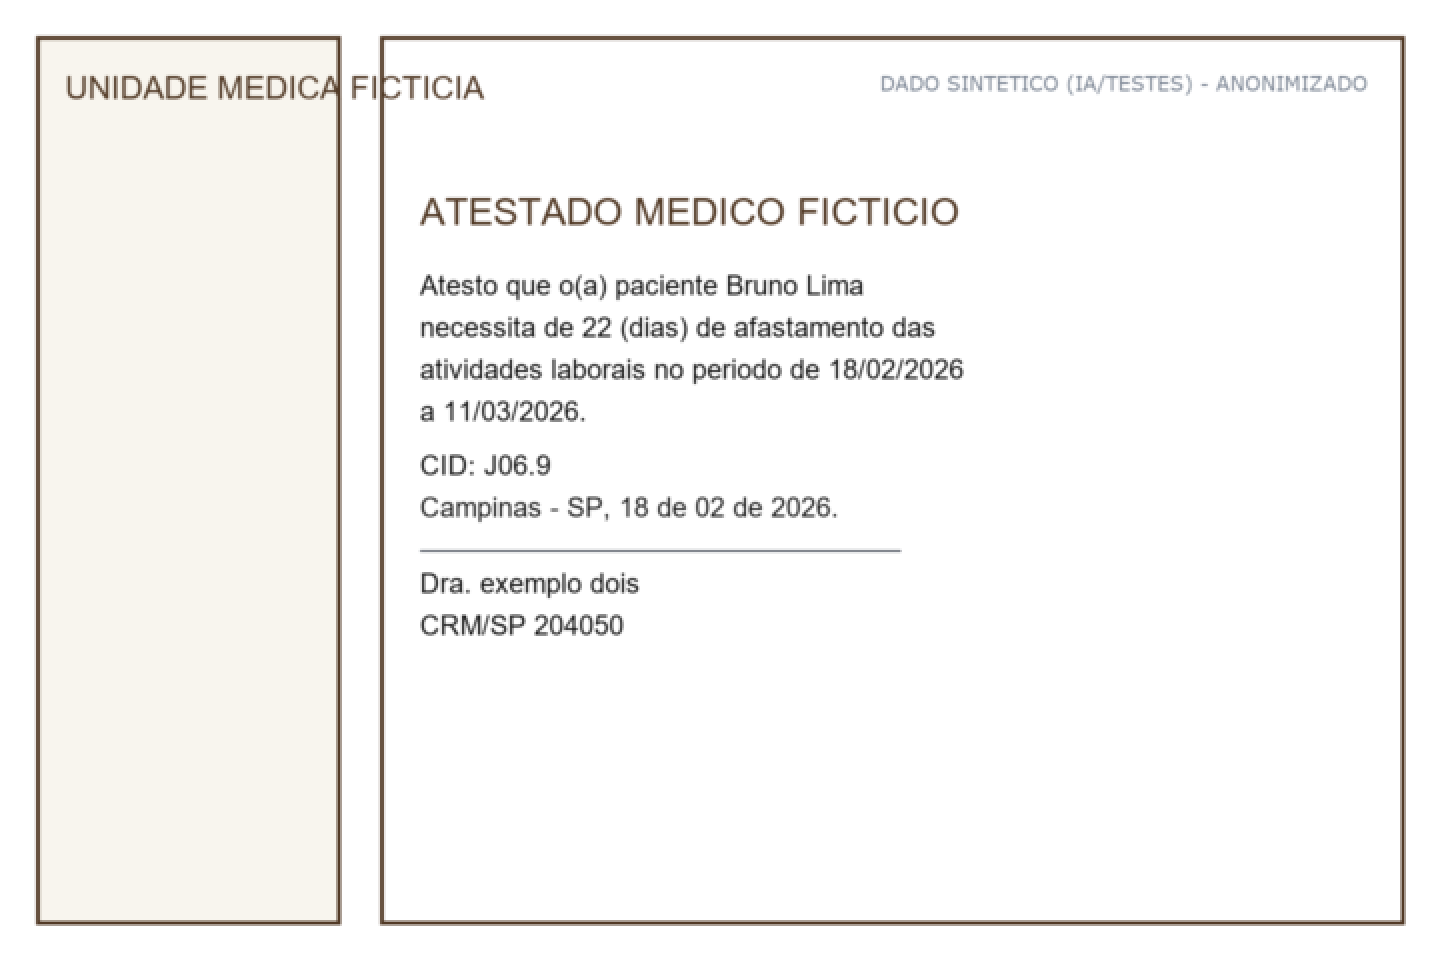 UNIDADE MEDICA FICTICIA
DADO SINTETICO (IA/TESTES) - ANONIMIZADO
ATESTADO MEDICO FICTICIO
Atesto que o(a) paciente Bruno Lima
necessita de 22 (dias) de afastamento das
atividades laborais no periodo de 18/02/2026
a 11/03/2026.
CID: J06.9
Campinas - SP, 18 de 02 de 2026.
Dra. exemplo dois
CRM/SP 204050